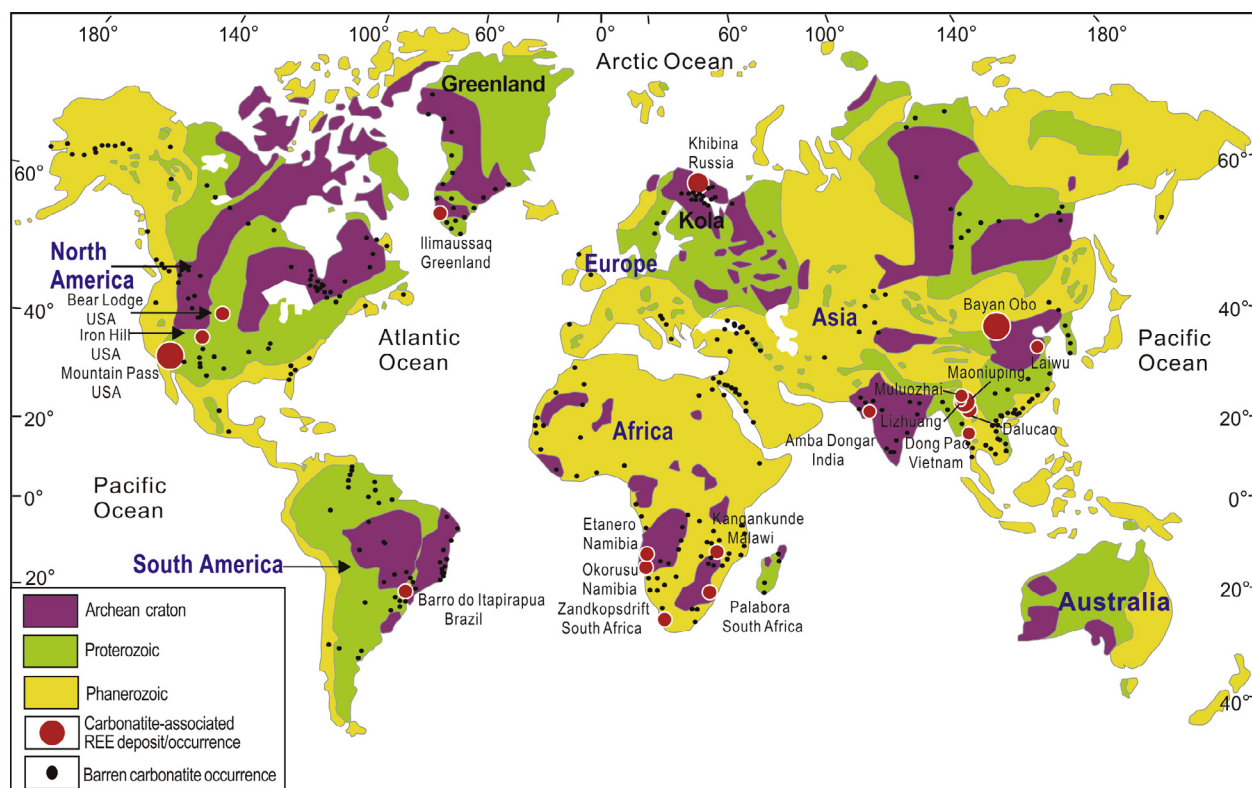 180°
140°
100°
60°
0°
60°
100°
140°
180°
Arctic Ocean
Greenland
Khibina
Russia
60°
60°
Kola
North
America
Ilimaussaq
Greenland
Europe
Bear Lodge
USA
Iron Hill
USA
Mountain Pass
USA
40°
Atlantic
Ocean
Asia
Bayan Obo
40°
Pacific
Ocean
Laiwu
Maoniuping
Muluozhai
20°
Africa
Lizhuang
Dalucao
20°
Amba Dongar
India
Dong Pao
Vietnam
Pacific
Ocean
0°
0°
Etanero
Namibia
Kangankunde
Malawi
South America
Okorusu
Namibia
20°
20°
Barro do Itapirapua
Brazil
Zandkopsdrift
South Africa
Palabora
South Africa
Australia
Archean craton
Proterozoic
Phanerozoic
40°
Carbonatite-associated
REE deposit/occurrence
Barren carbonatite occurrence